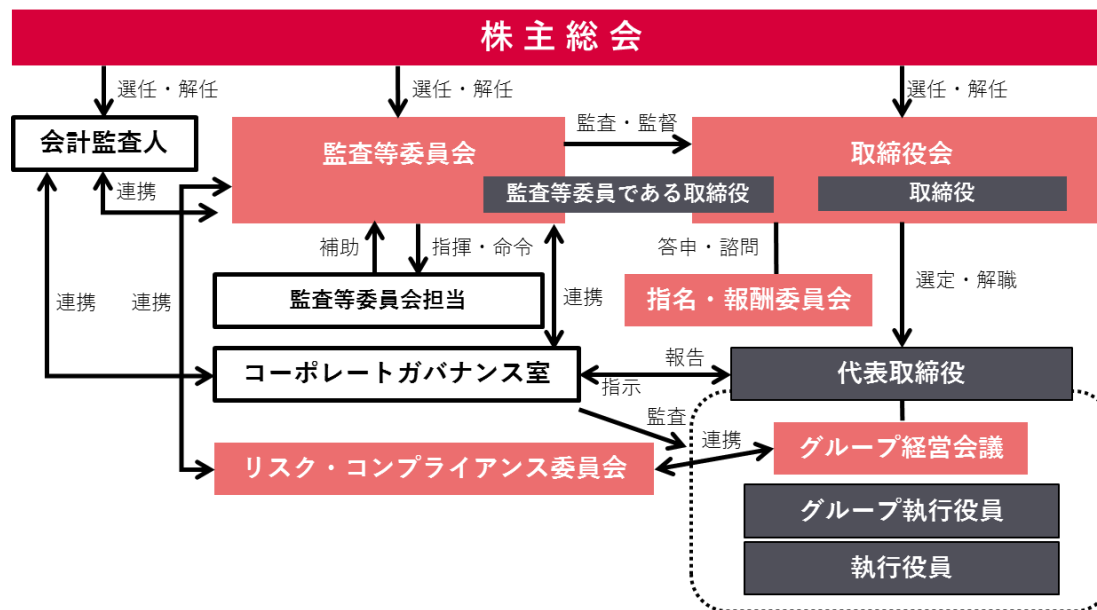 株主総会
選任・解任
選任・解任
選任・解任
会計監査人
監査等委員会
監査・監督
取締役会
連携
監査等委員である取締役
取締役
補助
指揮・命令
答申・諮問
連携
連携
監査等委員会担当
連携
指名・報酬委員会
選定・解職
コーポレートガバナンス室
報告
指示
代表取締役
監査
連携
グループ経営会議
リスク・コンプライアンス委員会
グループ執行役員
執行役員